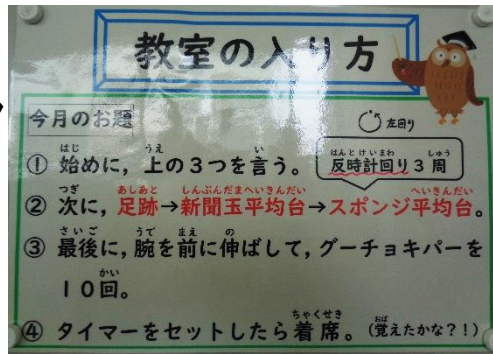 教室の入り方
今月のお題
左回り
① 始めに，上の３つを言う。
反時計回り３周
② 次に，足跡→新聞玉平均台→スポンジ平均台。
③ 最後に，腕を前に伸ばして，グーチョキパーを
１０回。
④ タイマーをセットしたら着席。（覚えたかな？！）